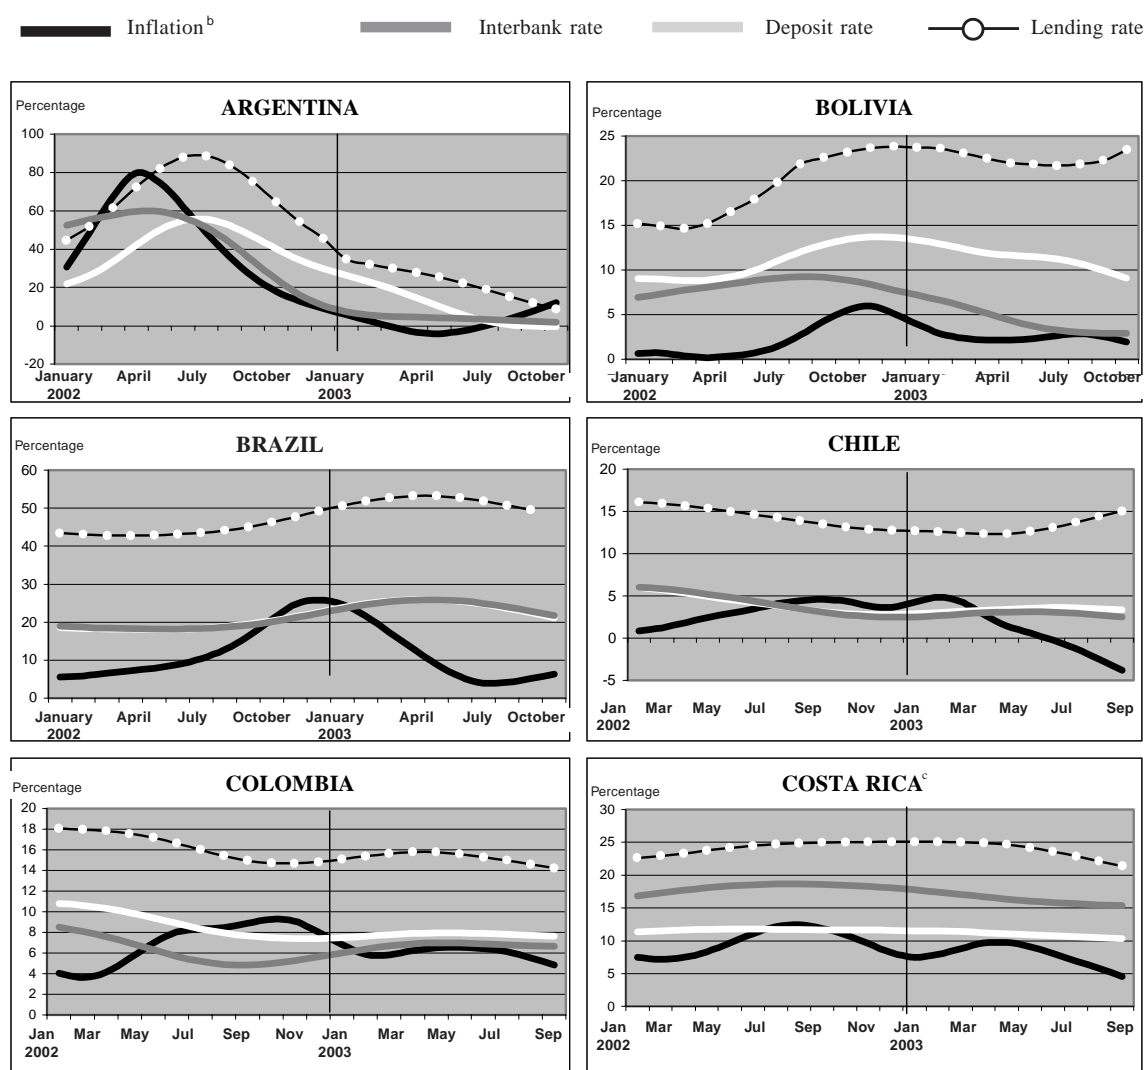 Inflation b Interbank rate Deposit rate Lending rate
ARGENTINA
Percentage
100
80
60
40
20
0
-20
January April July October January October
2002 2003
BOLIVIA
Percentage
25
20
15
10
5
0
January April July October January April July October
2002 2003
BRAZIL
Percentage
60
50
40
30
20
10
0
January April July October January April July October
2002 2003
CHILE
Percentage
20
15
10
5
0
-5
Jan Mar May Jul Sep Nov Jan Mar May Jul Sep
2002 2003
COLOMBIA
Percentage
20
18
16
14
12
10
8
6
4
2
0
Jan Mar May Jul Sep Nov Jan Mar May Jul Sep
2002 2003
COSTA RICA c
Percentage
30
25
20
15
10
5
0
Jan Mar May Jul Sep Nov Jan Mar May Jul Sep
2002 2003